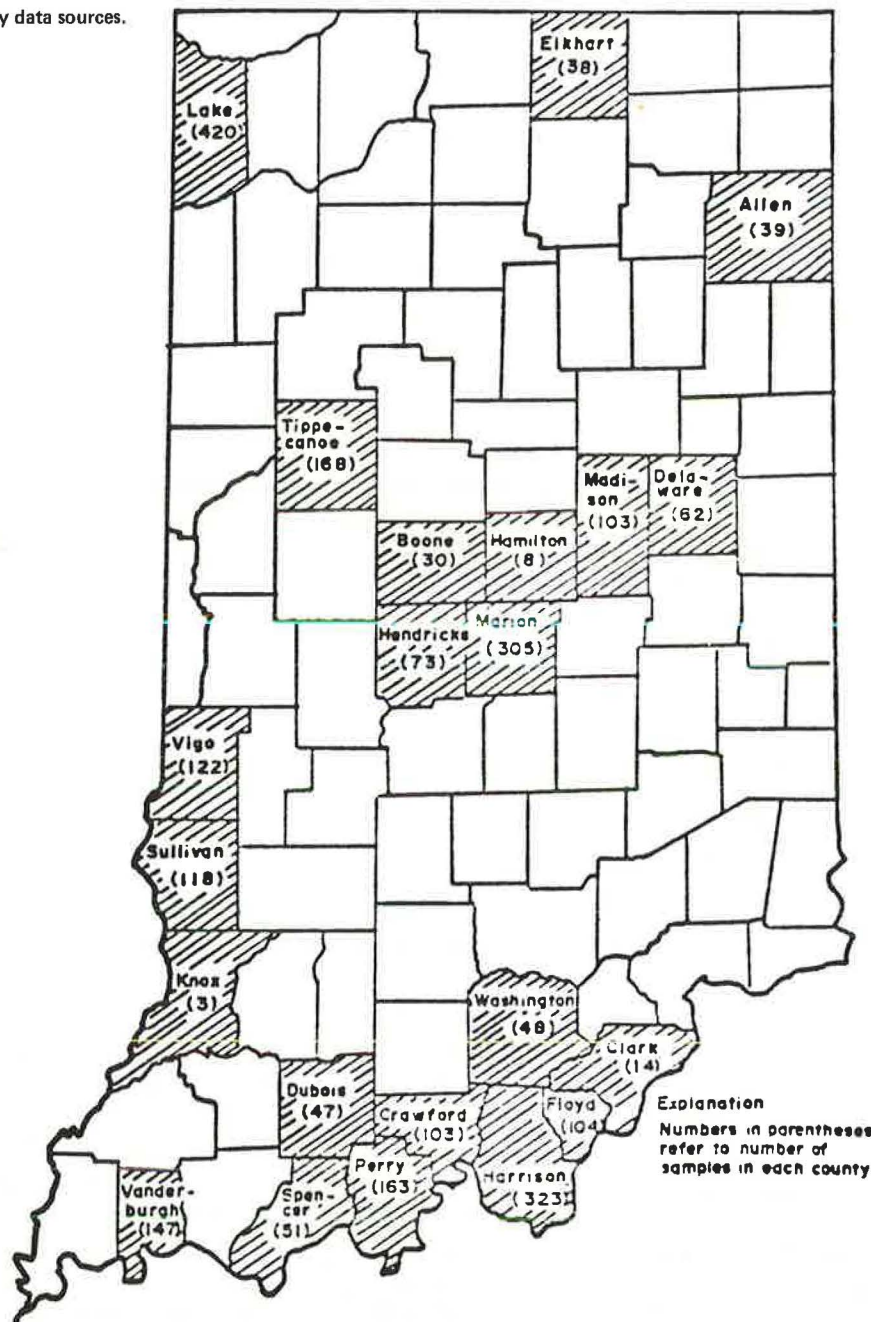 y data sources.
Elkhart
(38)
Lake
(420)
Allen
(39)
Tippe-
canoe
(168)
Madi-
son
(103)
Dela-
ware
(62)
Boone
(30)
Hamilton
(8)
Hendricks
(73)
Marion
(305)
Vigo
(122)
Sullivan
(118)
Knox
(3)
Washington
(48)
Clark
(14)
Dubois
(47)
Crawford
(103)
Floyd
(104)
Perry
(163)
Harrison
(323)
Spen-
cer
(51)
Vander-
burgh
(147)
Explanation
Numbers in parentheses
refer to number of
samples in each county